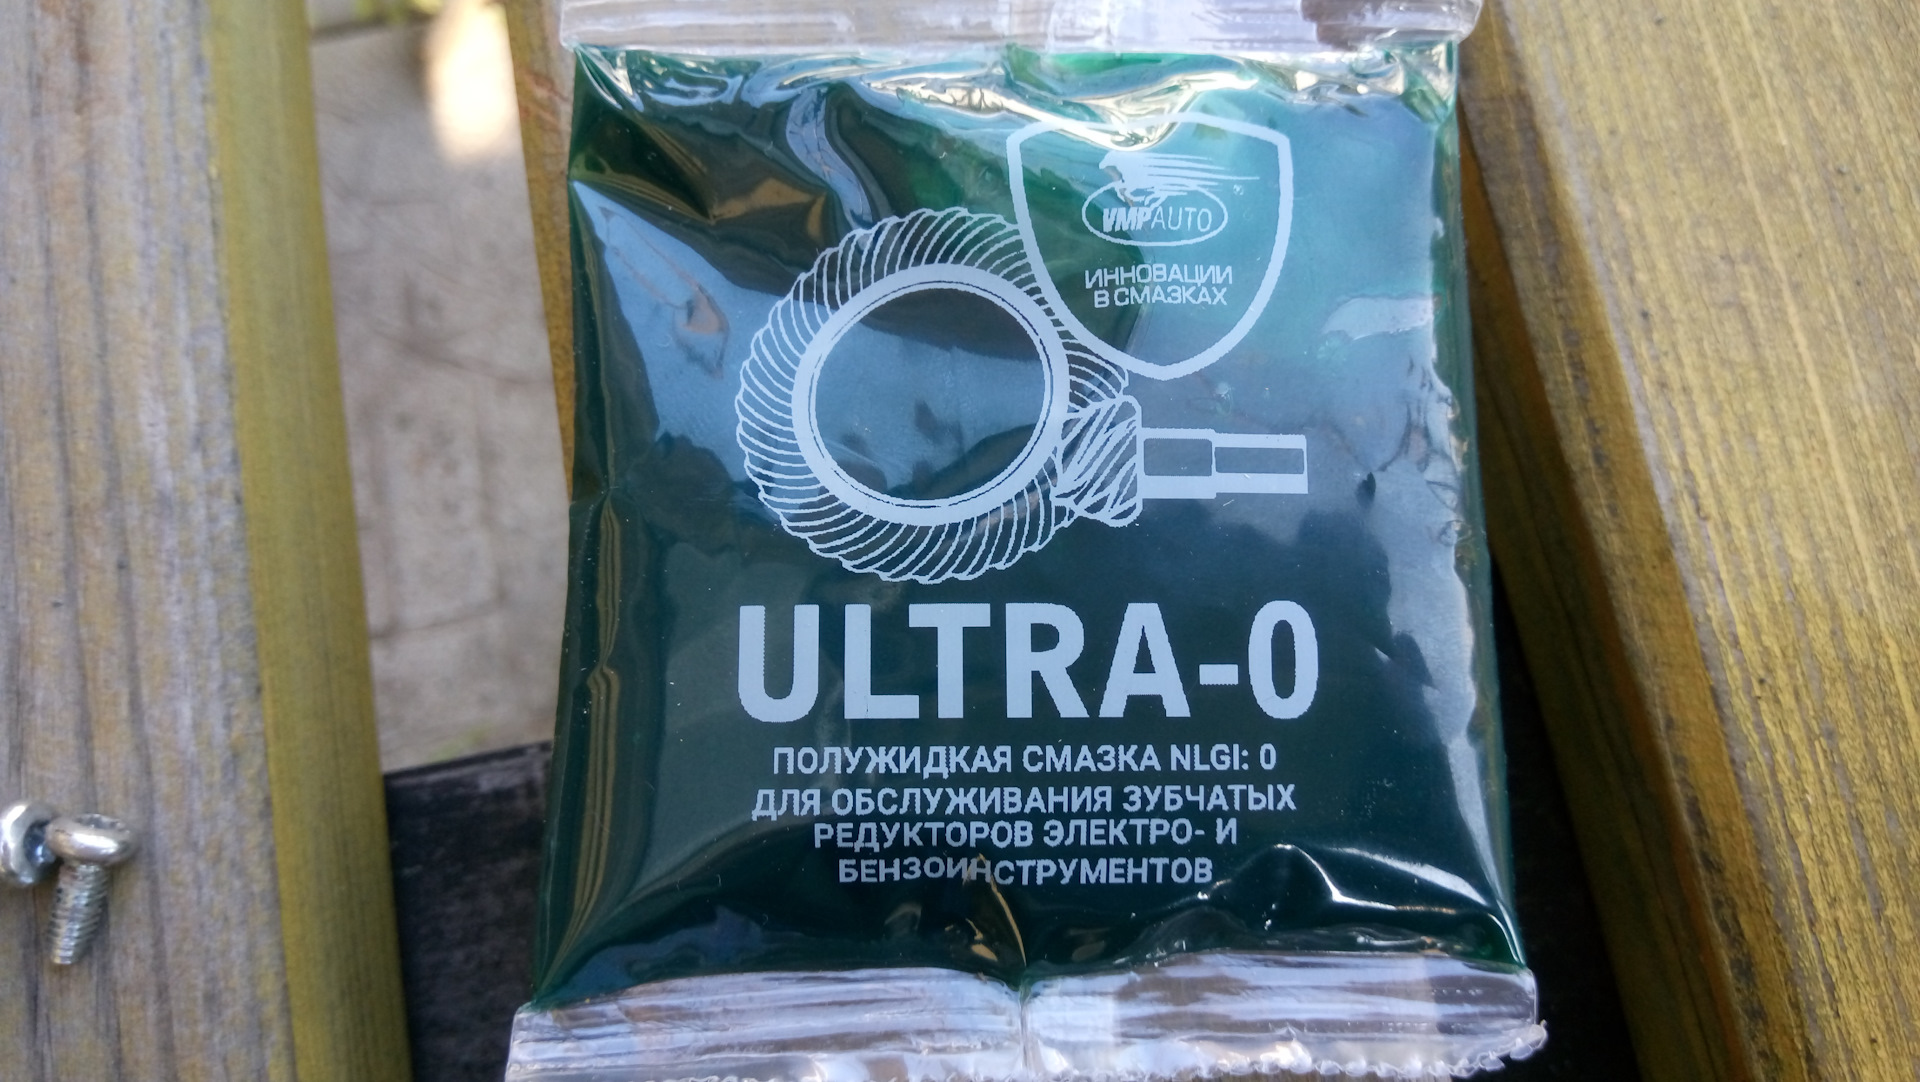 VMPAUTO
ИННОВАЦИИ
В СМАЗКАХ
ULTRA-0
ПОЛУЖИДКАЯ СМАЗКА NLGI: 0
ДЛЯ ОБСЛУЖИВАНИЯ ЗУБЧАТЫХ
РЕДУКТОРОВ ЭЛЕКТРО- И
БЕНЗОИНСТРУМЕНТОВ